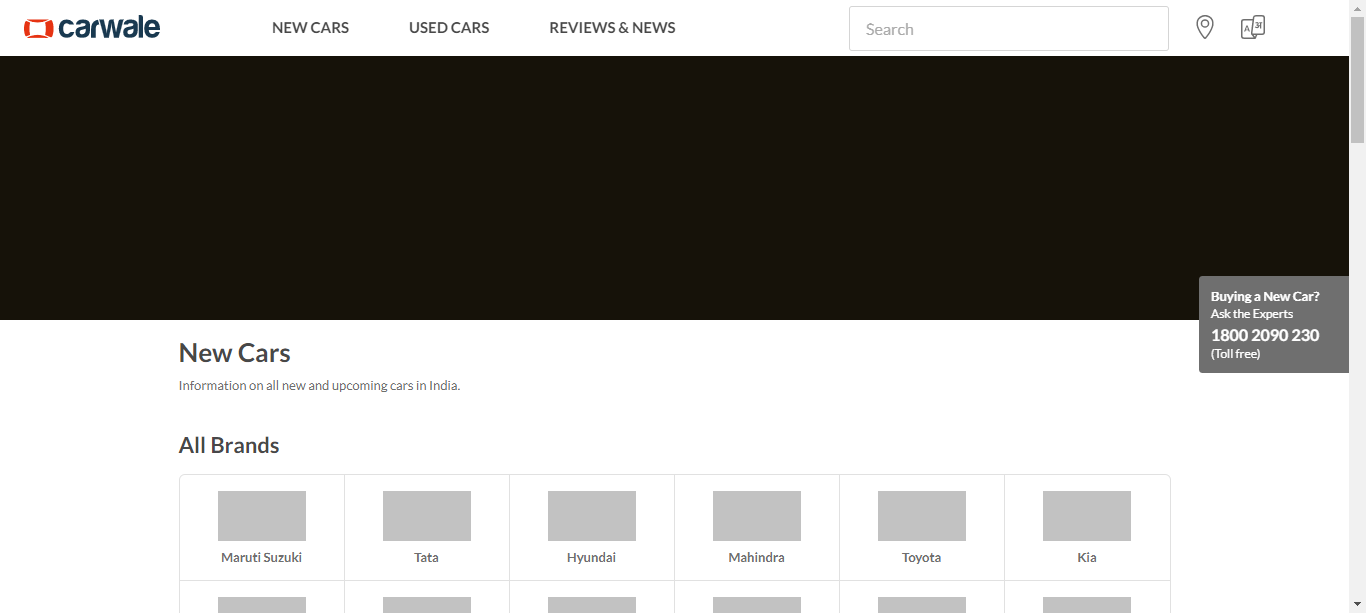 carwale
NEW CARS
USED CARS
REVIEWS & NEWS
Search
A
Buying a New Car?
Ask the Experts
1800 2090 230
(Toll free)
New Cars
Information on all new and upcoming cars in India.
All Brands
Maruti Suzuki
Tata
Hyundai
Mahindra
Toyota
Kia